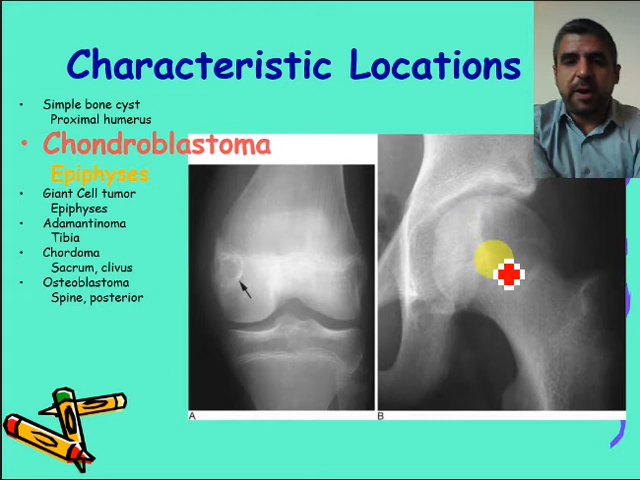 Characteristic Locations
• Simple bone cyst
Proximal humerus
• Chondroblastoma
Epiphyses
• Giant Cell tumor
Epiphyses
• Adamantinoma
Tibia
• Chordoma
Sacrum, clivus
• Osteoblastoma
Spine, posterior
A
B